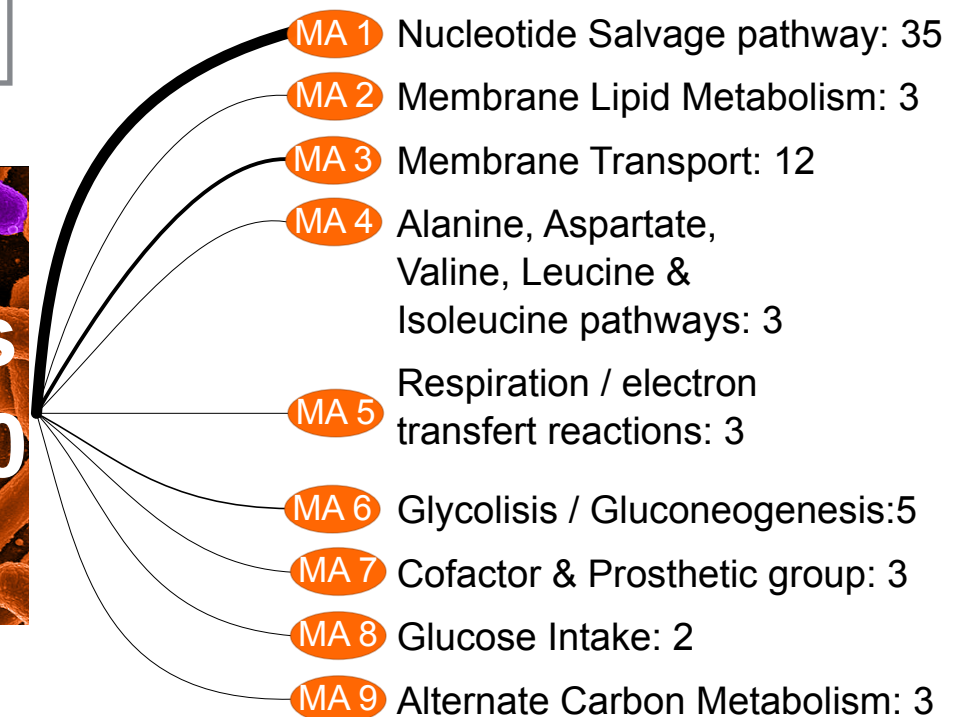 MA 1 Nucleotide Salvage pathway: 35
MA 2 Membrane Lipid Metabolism: 3
MA 3 Membrane Transport: 12
MA 4 Alanine, Aspartate,
Valine, Leucine &
Isoleucine pathways: 3
Respiration / electron
MA 5 transfert reactions: 3
MA 6 Glycolisis / Gluconeogenesis:5
MA 7 Cofactor & Prosthetic group: 3
MA 8 Glucose Intake: 2
MA 9 Alternate Carbon Metabolism: 3